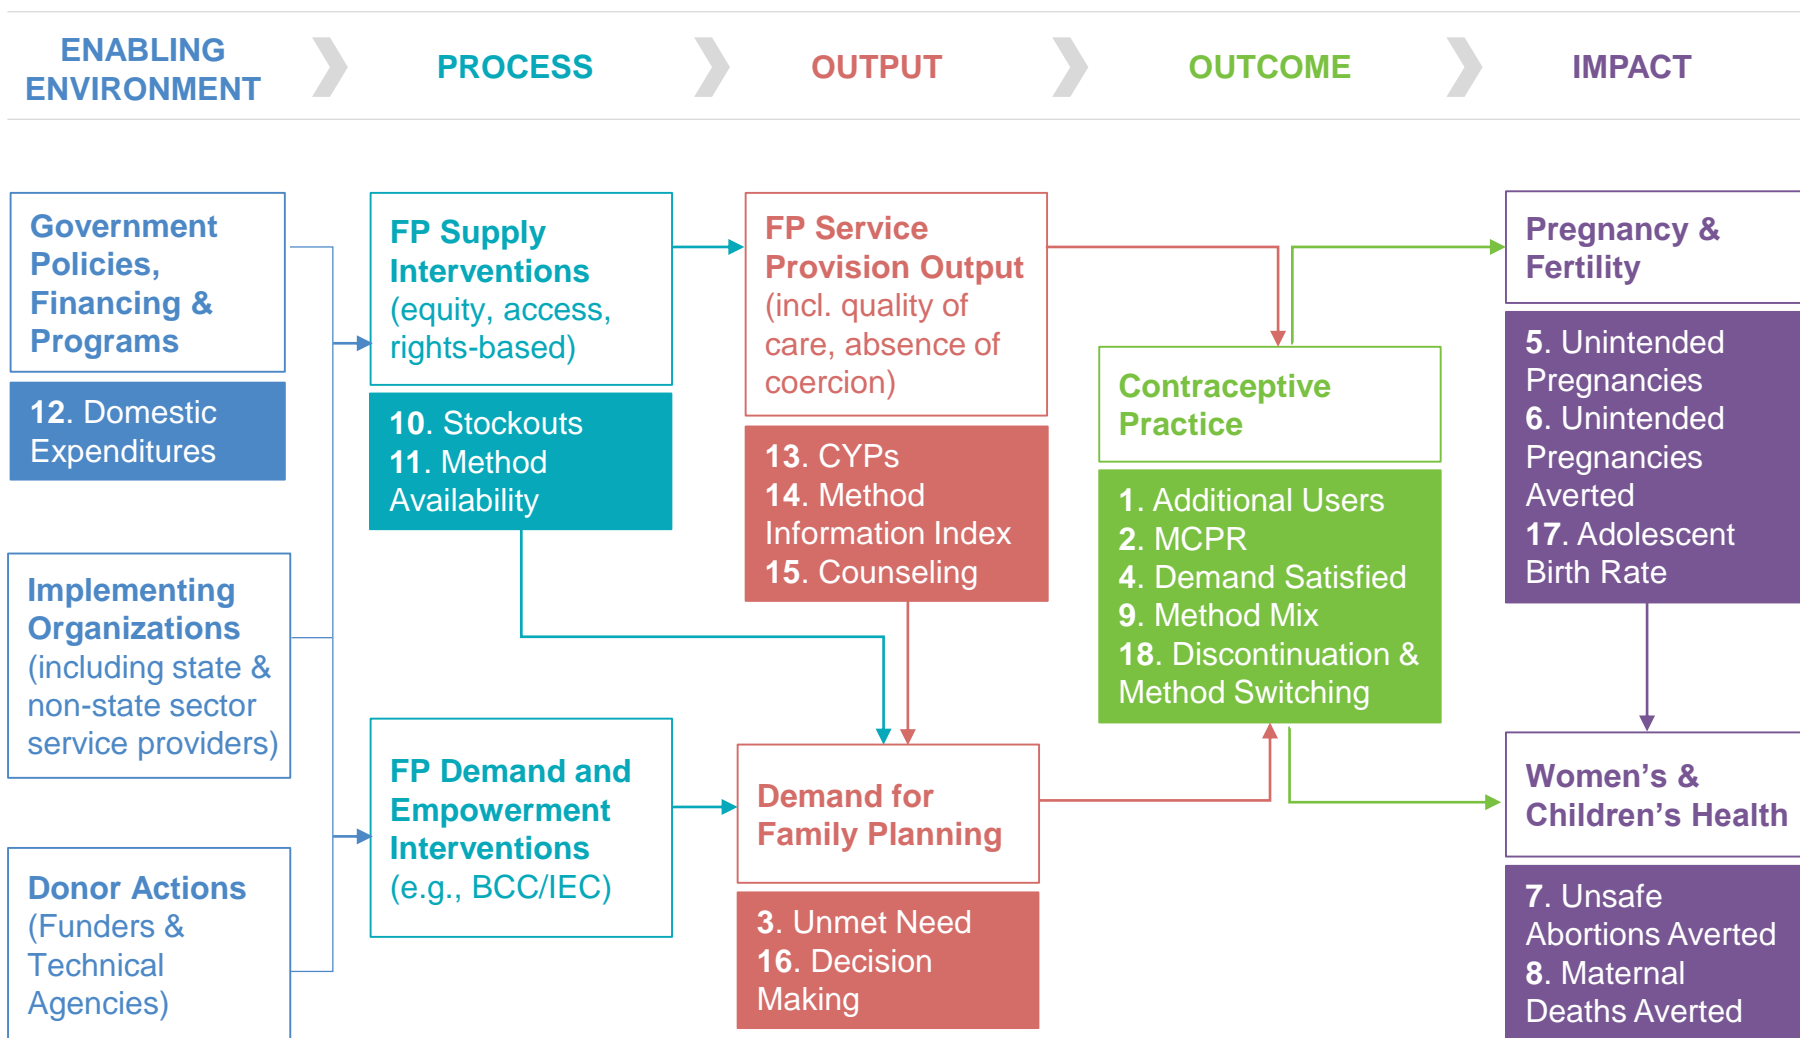 ENABLING
ENVIRONMENT
PROCESS
OUTPUT
OUTCOME
IMPACT
Government
Policies,
Financing &
Programs
12. Domestic
Expenditures
Implementing
Organizations
(including state &
non-state sector
service providers)
Donor Actions
(Funders &
Technical
Agencies)
FP Supply
Interventions
(equity, access,
rights-based)
10. Stockouts
11. Method
Availability
FP Demand and
Empowerment
Interventions
(e.g., BCC/IEC)
FP Service
Provision Output
(incl. quality of
care, absence of
coercion)
13. CYPs
14. Method
Information Index
15. Counseling
Demand for
Family Planning
3. Unmet Need
16. Decision
Making
Contraceptive
Practice
1. Additional Users
2. MCPR
4. Demand Satisfied
9. Method Mix
18. Discontinuation &
Method Switching
Pregnancy &
Fertility
5. Unintended
Pregnancies
6. Unintended
Pregnancies
Averted
17. Adolescent
Birth Rate
Women’s &
Children’s Health
7. Unsafe
Abortions Averted
8. Maternal
Deaths Averted